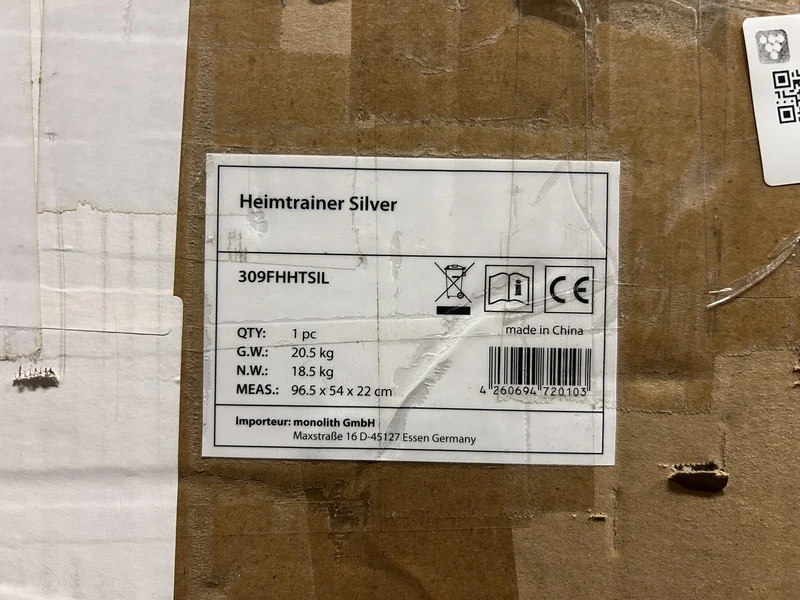 Heimtrainer Silver
309FHHTSIL
CE
made in China
QTY: 1 pc
G.W.: 20.5 kg
N.W.: 18.5 kg
MEAS.: 96.5 x 54 x 22 cm
4 260694 720103
Importeur: monolith GmbH
Maxstraße 16 D-45127 Essen Germany